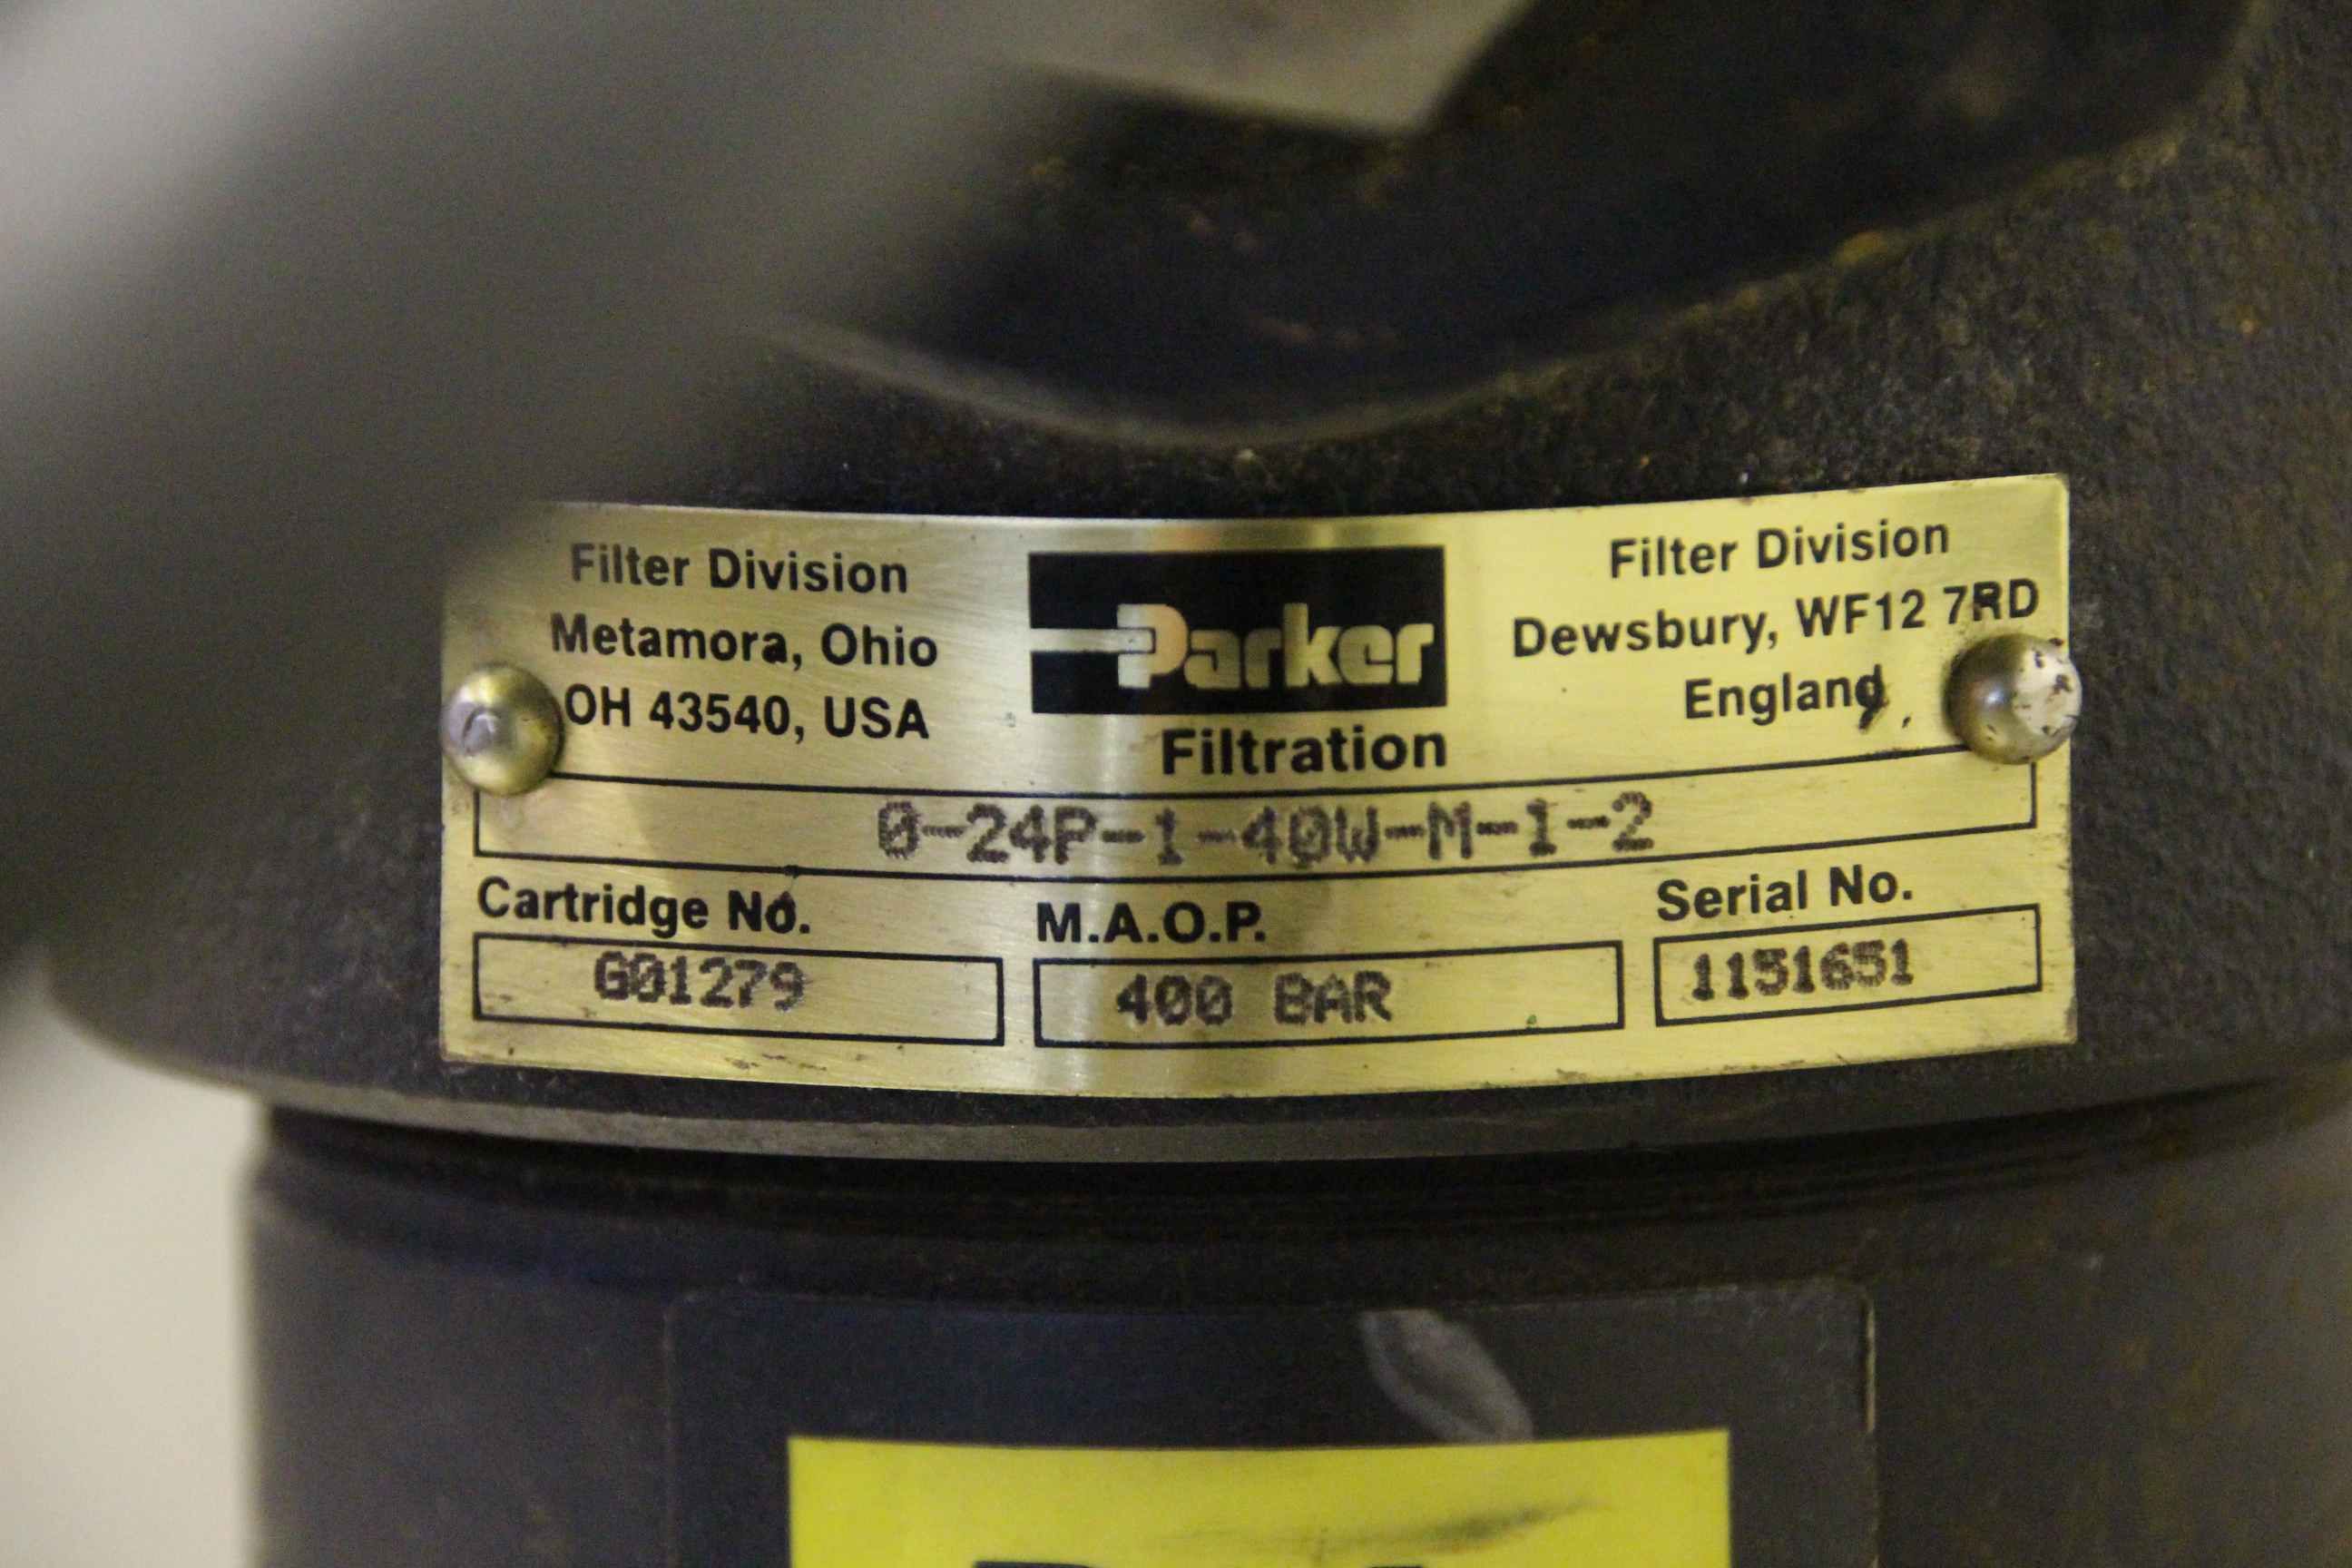 Filter Division
Metamora, Ohio
OH 43540, USA
Parker
Filtration
Filter Division
Dewsbury, WF12 7RD
England
0-24P-1-40W-M-1-2
Cartridge No.
G01279
M.A.O.P.
400 BAR
Serial No.
1151651